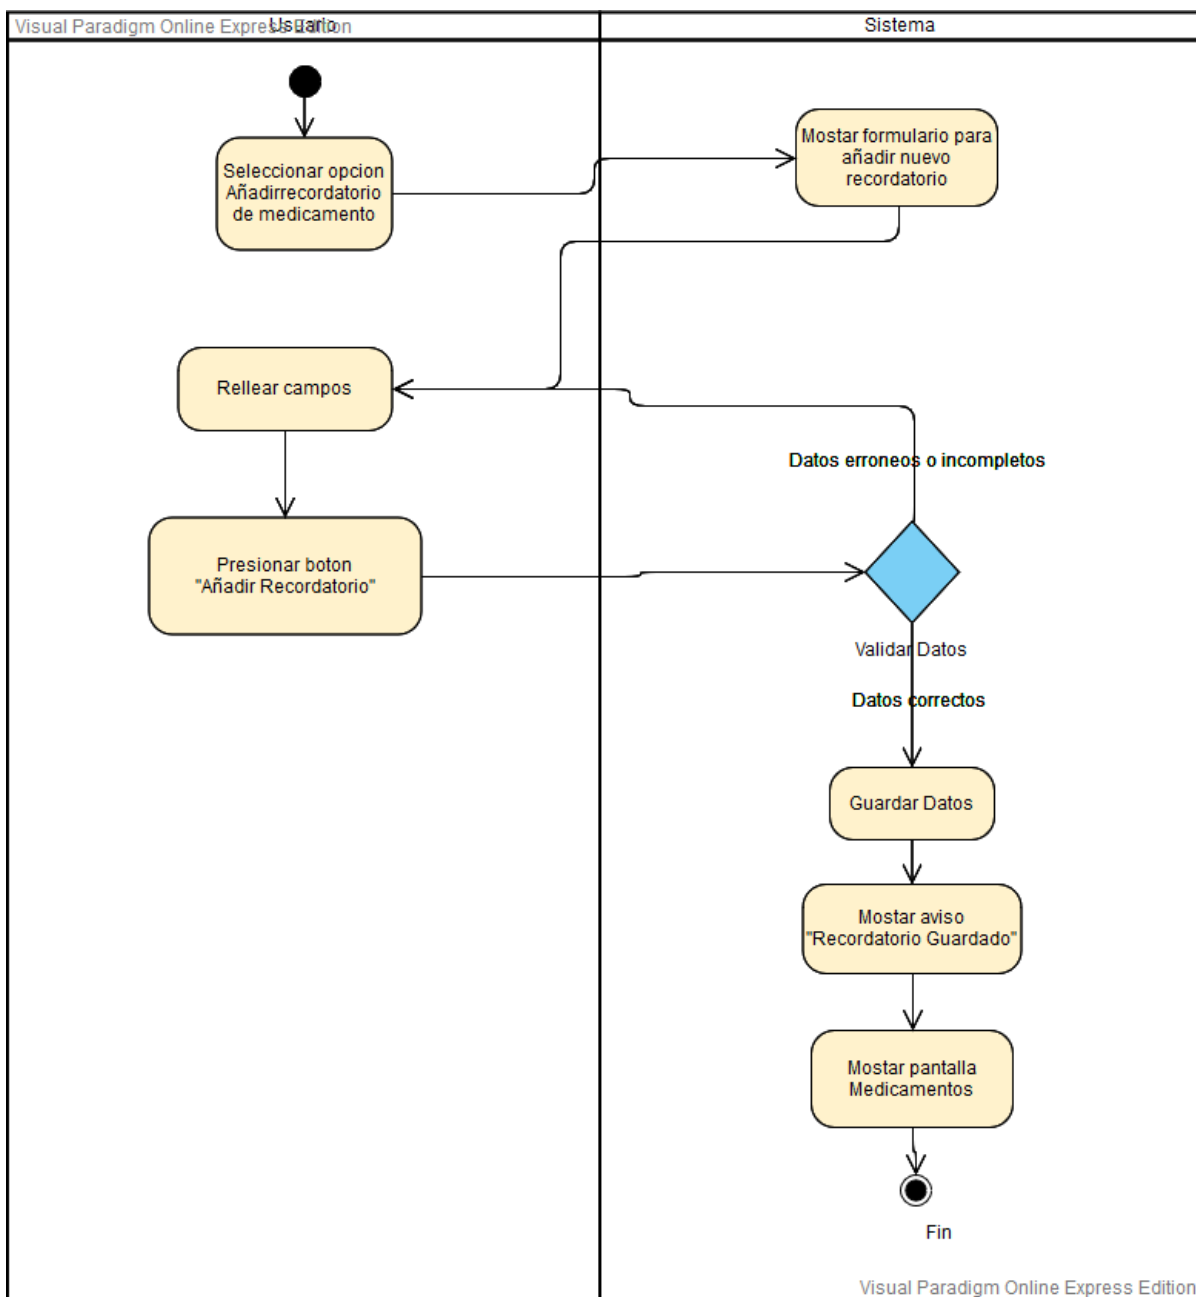 Visual Paradigm Online Express Edition
Usuario
Sistema
Seleccionar opcion
Añadirrecordatorio
de medicamento
Mostar formulario para
añadir nuevo
recordatorio
Rellear campos
Datos erroneos o incompletos
Presionar boton
"Añadir Recordatorio"
Validar Datos
Datos correctos
Guardar Datos
Mostar aviso
"Recordatorio Guardado"
Mostar pantalla
Medicamentos
Fin
Visual Paradigm Online Express Edition